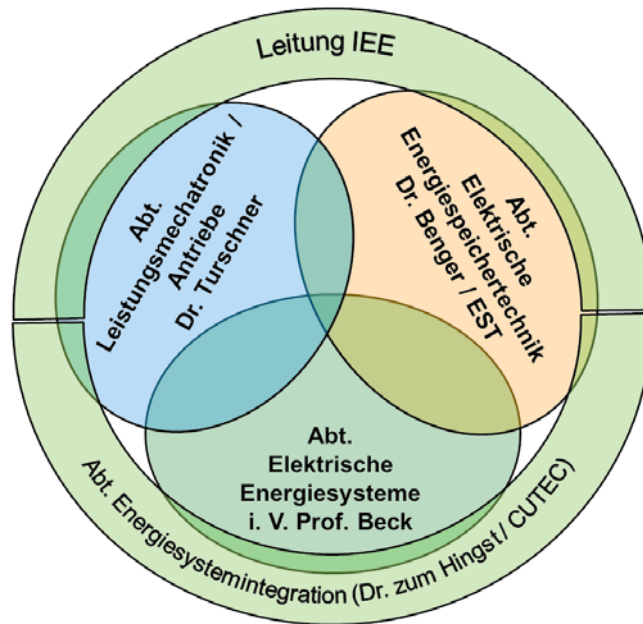 Leitung IEE
Abt.
Leistungsmechatronik /
Antriebe
Dr. Turschner
Abt.
Elektrische
Energiespeichertechnik
Dr. Benger / EST
Abt.
Elektrische
Energiesysteme
i. V. Prof. Beck
Abt. Energiesystemintegration (Dr. zum Hingst / CUTEC)